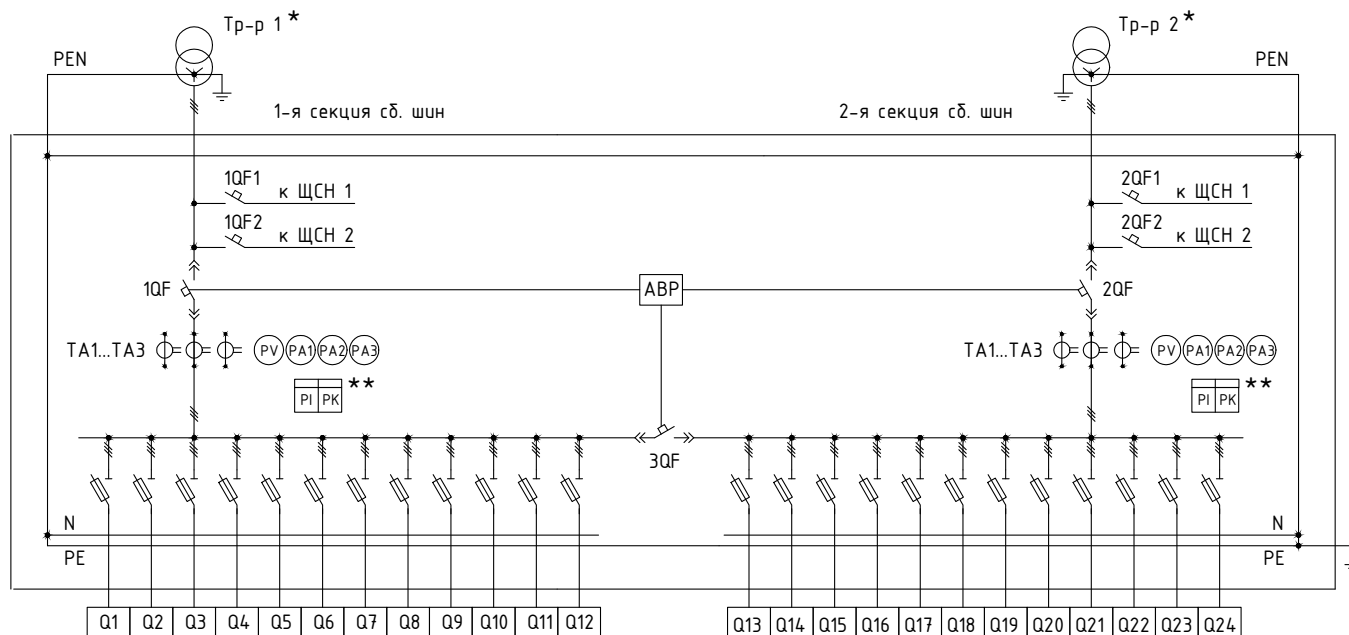 Тр-р 1 *
Тр-р 2 *
PEN
PEN
1-я секция сб. шин
2-я секция сб. шин
1QF1 к ЩСН 1
2QF1 к ЩСН 1
1QF2 к ЩСН 2
2QF2 к ЩСН 2
1QF
АВР
2QF
TA1...TA3 PV PA1 PA2 PA3
TA1...TA3 PV PA1 PA2 PA3
PI PK **
PI PK **
3QF
N
N
PE
PE
Q1 Q2 Q3 Q4 Q5 Q6 Q7 Q8 Q9 Q10 Q11 Q12
Q13 Q14 Q15 Q16 Q17 Q18 Q19 Q20 Q21 Q22 Q23 Q24